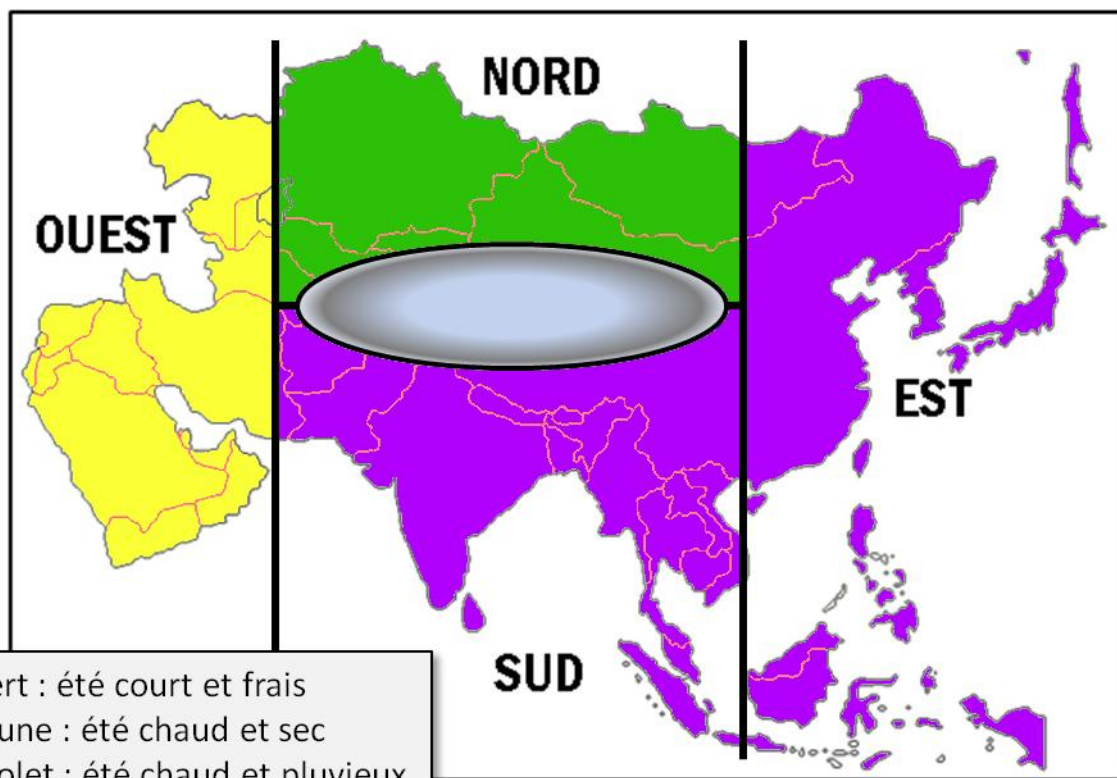 NORD
OUEST
EST
SUD
ert : été court et frais
une : été chaud et sec
olet : été chaud et pluvieux